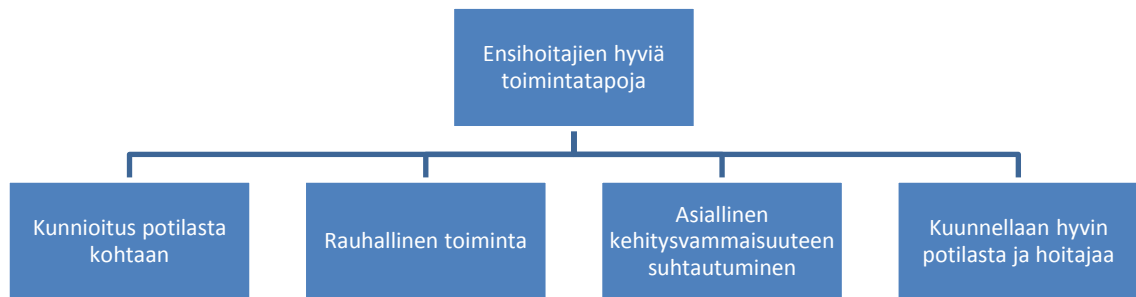 Ensihoitajien hyviä
toimintatapoja
Kunnioitus potilasta
kohtaan
Rauhallinen toiminta
Asiallinen
kehitysvammaisuuteen
suhtautuminen
Kuunnellaan hyvin
potilasta ja hoitajaa